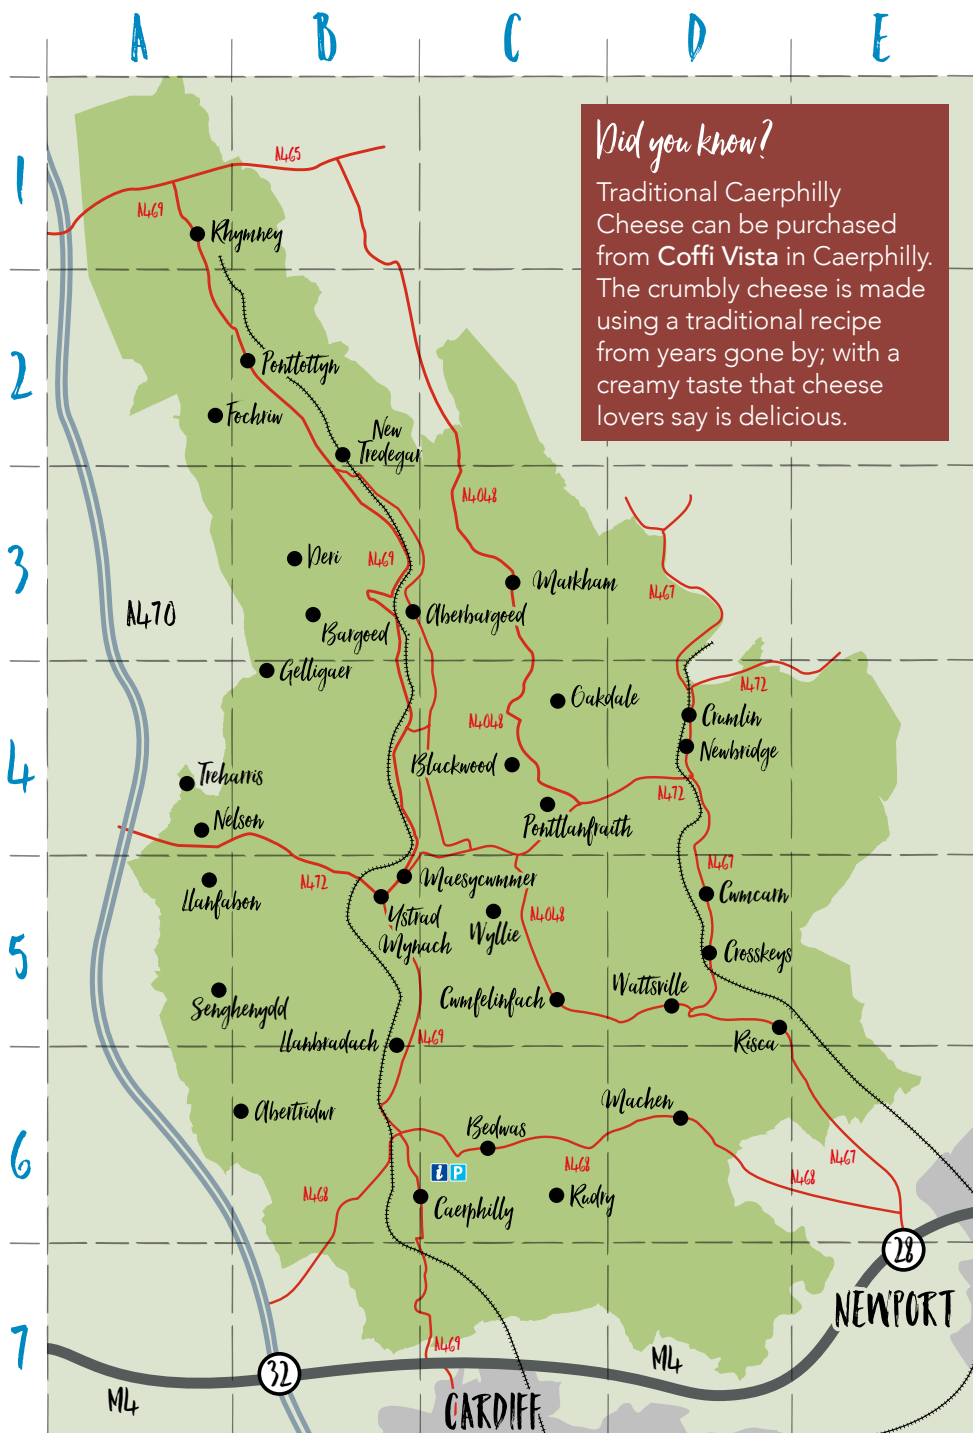 A B C D E
1
2
3
4
5
6
7
Did you know?
Traditional Caerphilly
Cheese can be purchased
from Coffi Vista in Caerphilly.
The crumbly cheese is made
using a traditional recipe
from years gone by; with a
creamy taste that cheese
lovers say is delicious.
A465
A469
Rhymney
Pontlottyn
Fochriw
New
Tredegar
A4048
Deri
A469
Markham
A467
A470
Bargoed
Aberbargoed
Gelligaer
A472
Oakdale
Crumlin
A4048
Newbridge
Blackwood
Treharris
A472
Nelson
Pontllanfraith
A467
A472
Maesycwmmer
Llanfabon
Cwmcarn
Ystrad
Mynach
A4048
Wyllie
Crosskeys
Senghenydd
Cwmfelinfach
Wattsville
Llanbradach
A469
Risca
Abertridwr
Machen
Bedwas
A468
A467
i P
A468
A468
Rudry
Caerphilly
28
NEWPORT
A469
M4
32
M4
CARDIFF